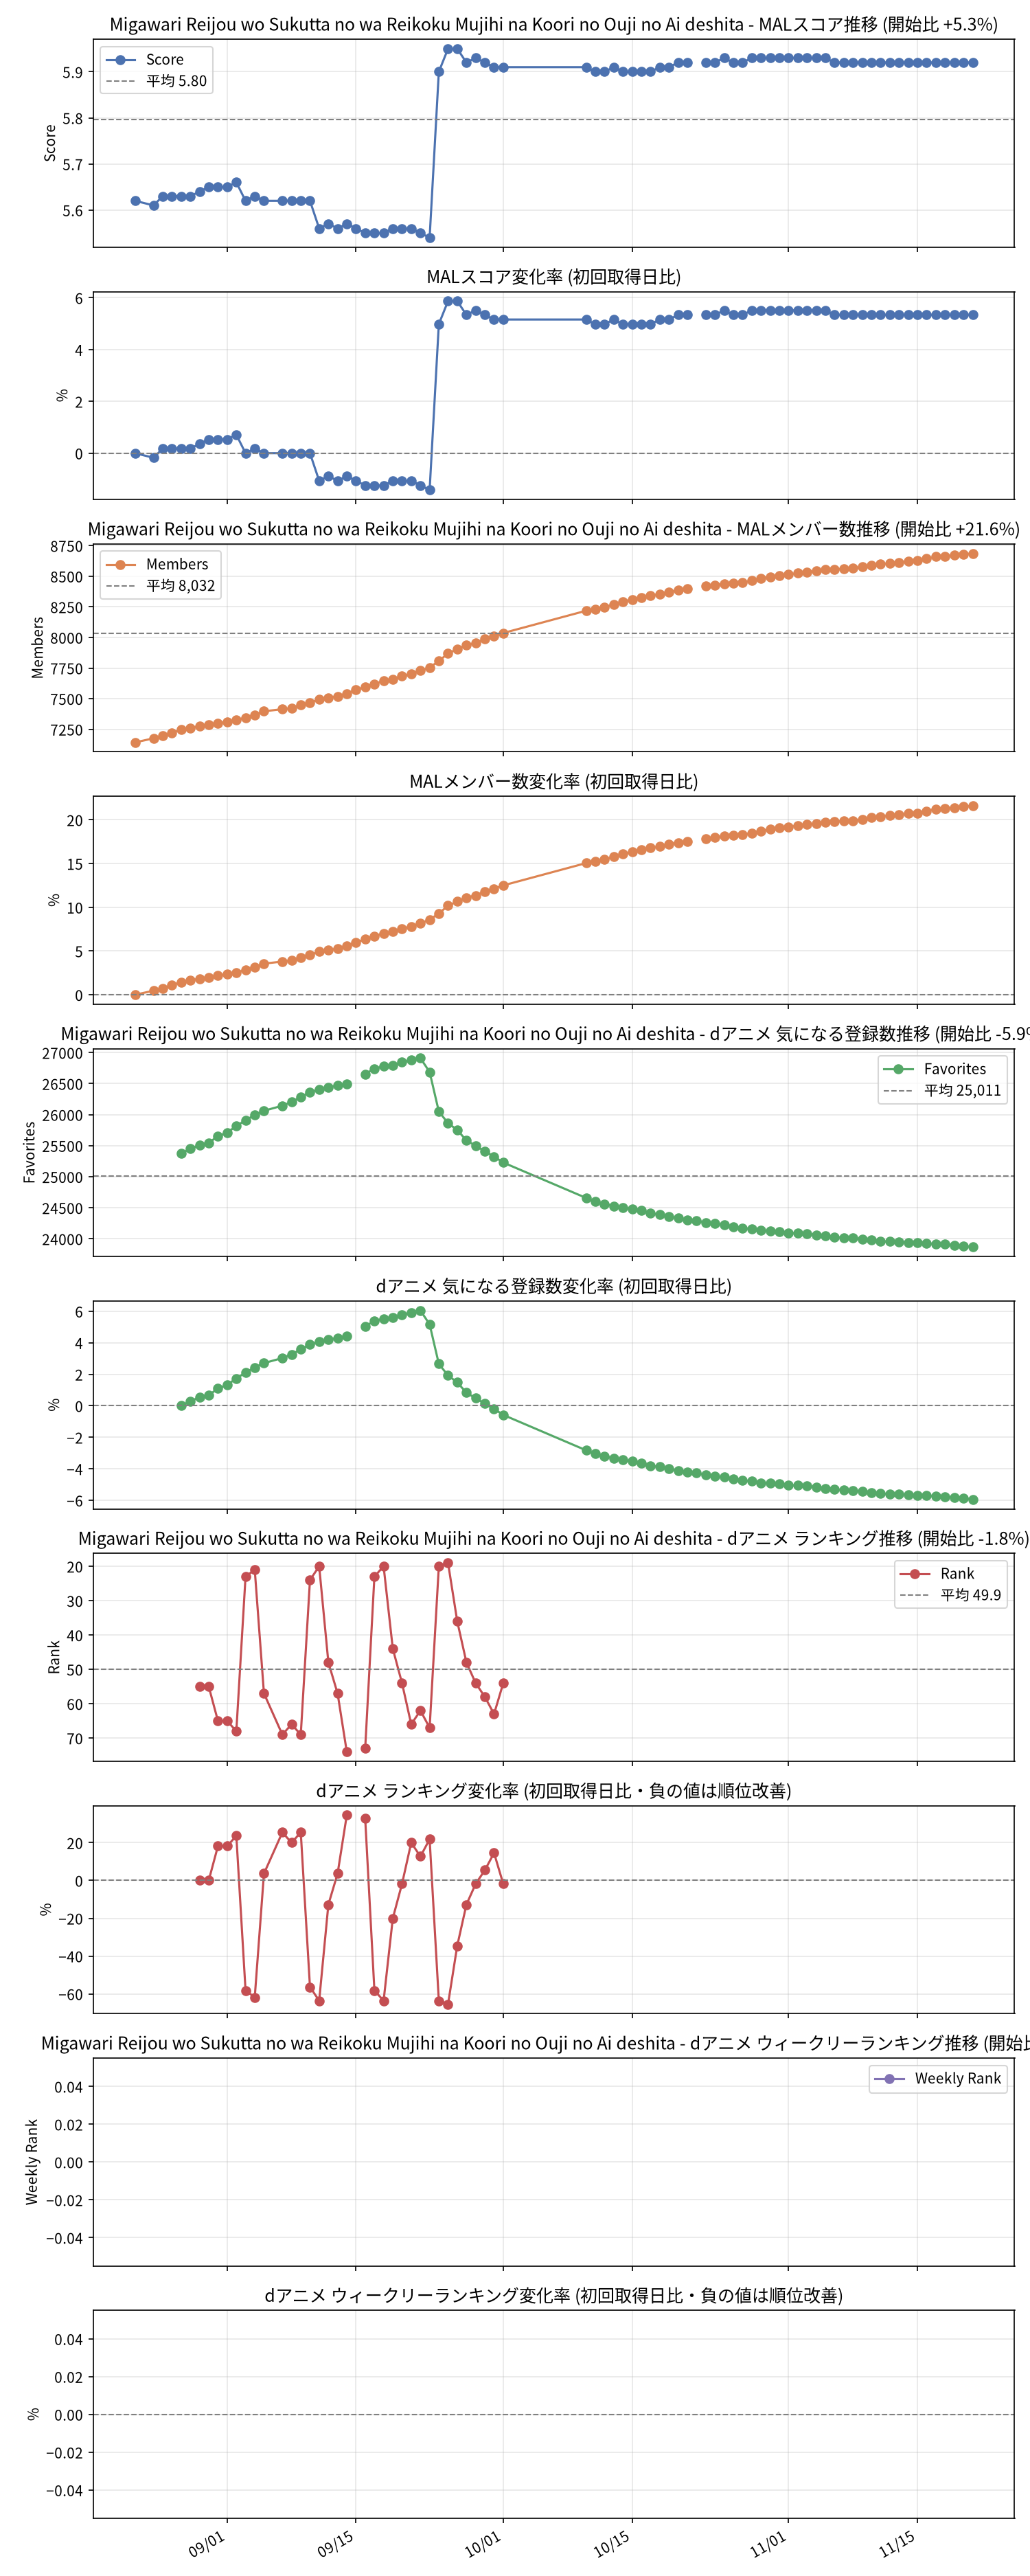 Migawari Reijou wo Sukutta no wa Reikoku Mujihi na Koori no Ouji no Ai deshita - MALスコア推移 (開始比 +5.3%)
Score
平均 5.80
Score
5.9
5.8
5.7
5.6
MALスコア変化率 (初回取得日比)
%
6
4
2
0
Migawari Reijou wo Sukutta no wa Reikoku Mujihi na Koori no Ouji no Ai deshita - MALメンバー数推移 (開始比 +21.6%)
Members
平均 8,032
Members
8750
8500
8250
8000
7750
7500
7250
MALメンバー数変化率 (初回取得日比)
%
20
15
10
5
0
Migawari Reijou wo Sukutta no wa Reikoku Mujihi na Koori no Ouji no Ai deshita - dアニメ 気になる登録数推移 (開始比 -5.9%
Favorites
平均 25,011
Favorites
27000
26500
26000
25500
25000
24500
24000
dアニメ 気になる登録数変化率 (初回取得日比)
%
6
4
2
0
−2
−4
−6
Migawari Reijou wo Sukutta no wa Reikoku Mujihi na Koori no Ouji no Ai deshita - dアニメ ランキング推移 (開始比 -1.8%)
Rank
平均 49.9
Rank
20
30
40
50
60
70
dアニメ ランキング変化率 (初回取得日比・負の値は順位改善)
%
20
0
−20
−40
−60
Migawari Reijou wo Sukutta no wa Reikoku Mujihi na Koori no Ouji no Ai deshita - dアニメ ウィークリーランキング推移 (開始比
Weekly Rank
Weekly Rank
0.04
0.02
0.00
−0.02
−0.04
dアニメ ウィークリーランキング変化率 (初回取得日比・負の値は順位改善)
%
0.04
0.02
0.00
−0.02
−0.04
09/01
09/15
10/01
10/15
11/01
11/15